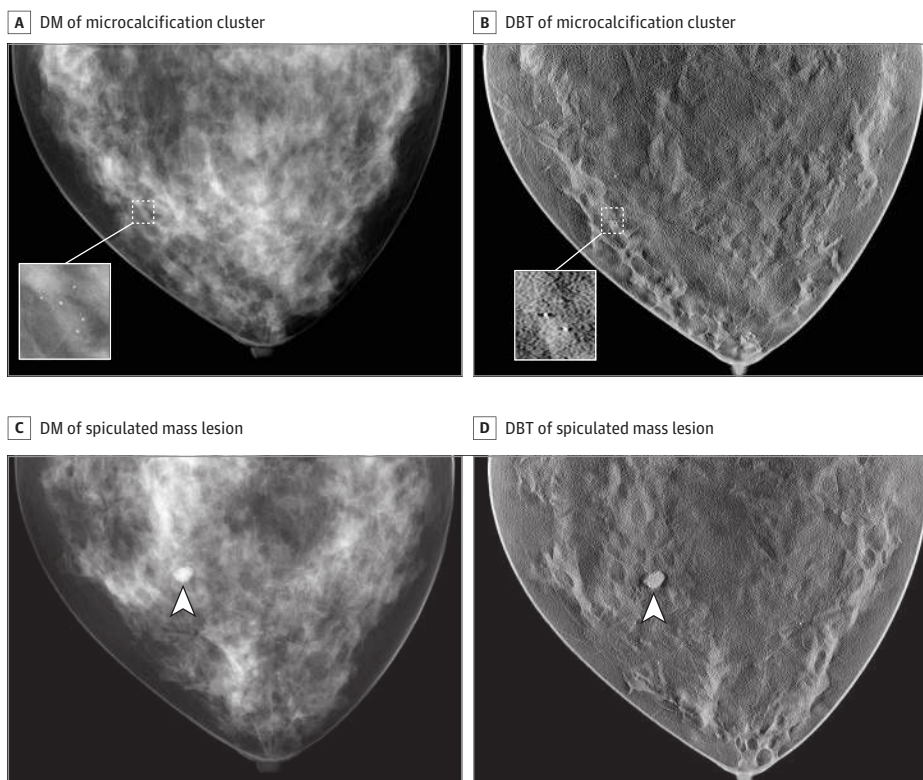 A DM of microcalcification cluster
B DBT of microcalcification cluster
C DM of spiculated mass lesion
D DBT of spiculated mass lesion